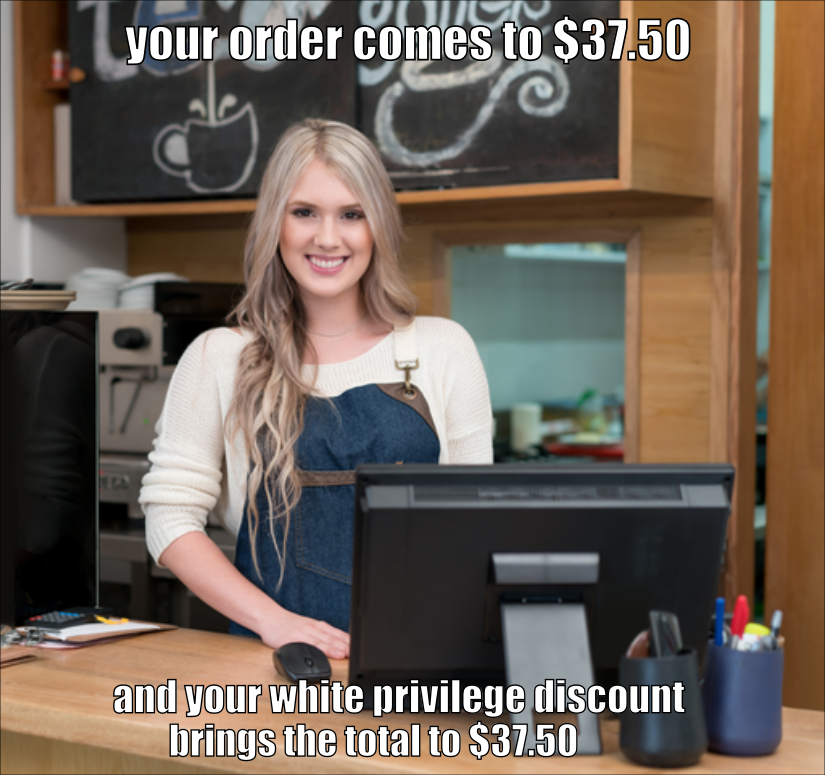 your order comes to $37.50
and your white privilege discount
brings the total to $37.50